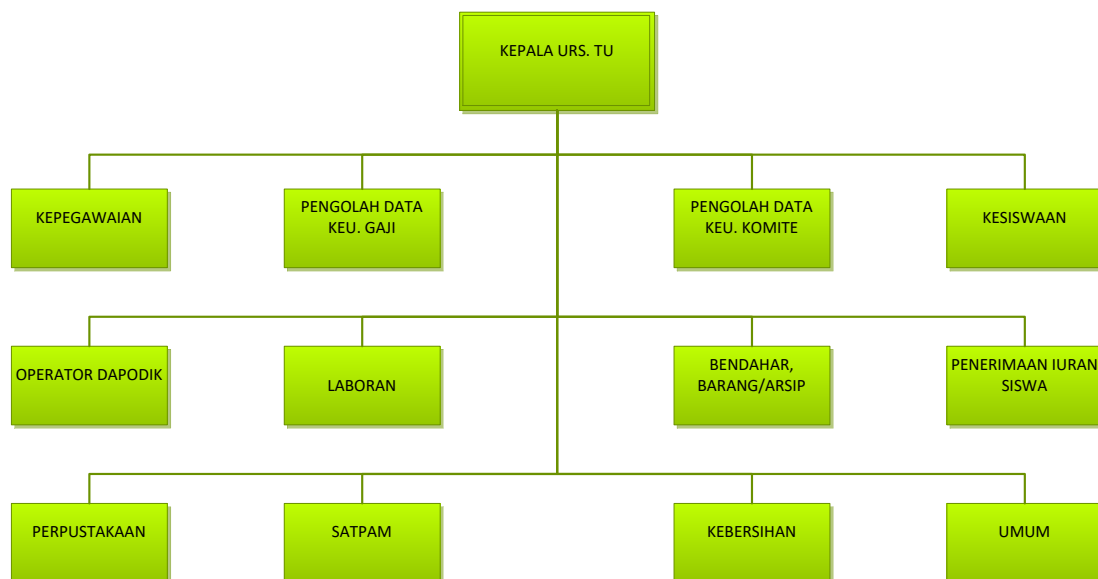 KEPALA URS. TU
KEPEGAWAIAN
PENGOLAH DATA
KEU. GAJI
PENGOLAH DATA
KEU. KOMITE
KESISWAAN
OPERATOR DAPODIK
LABORAN
BENDAHAR,
BARANG/ARSIP
PENERIMAAN IURAN
SISWA
PERPUSTAKAAN
SATPAM
KEBERSIHAN
UMUM